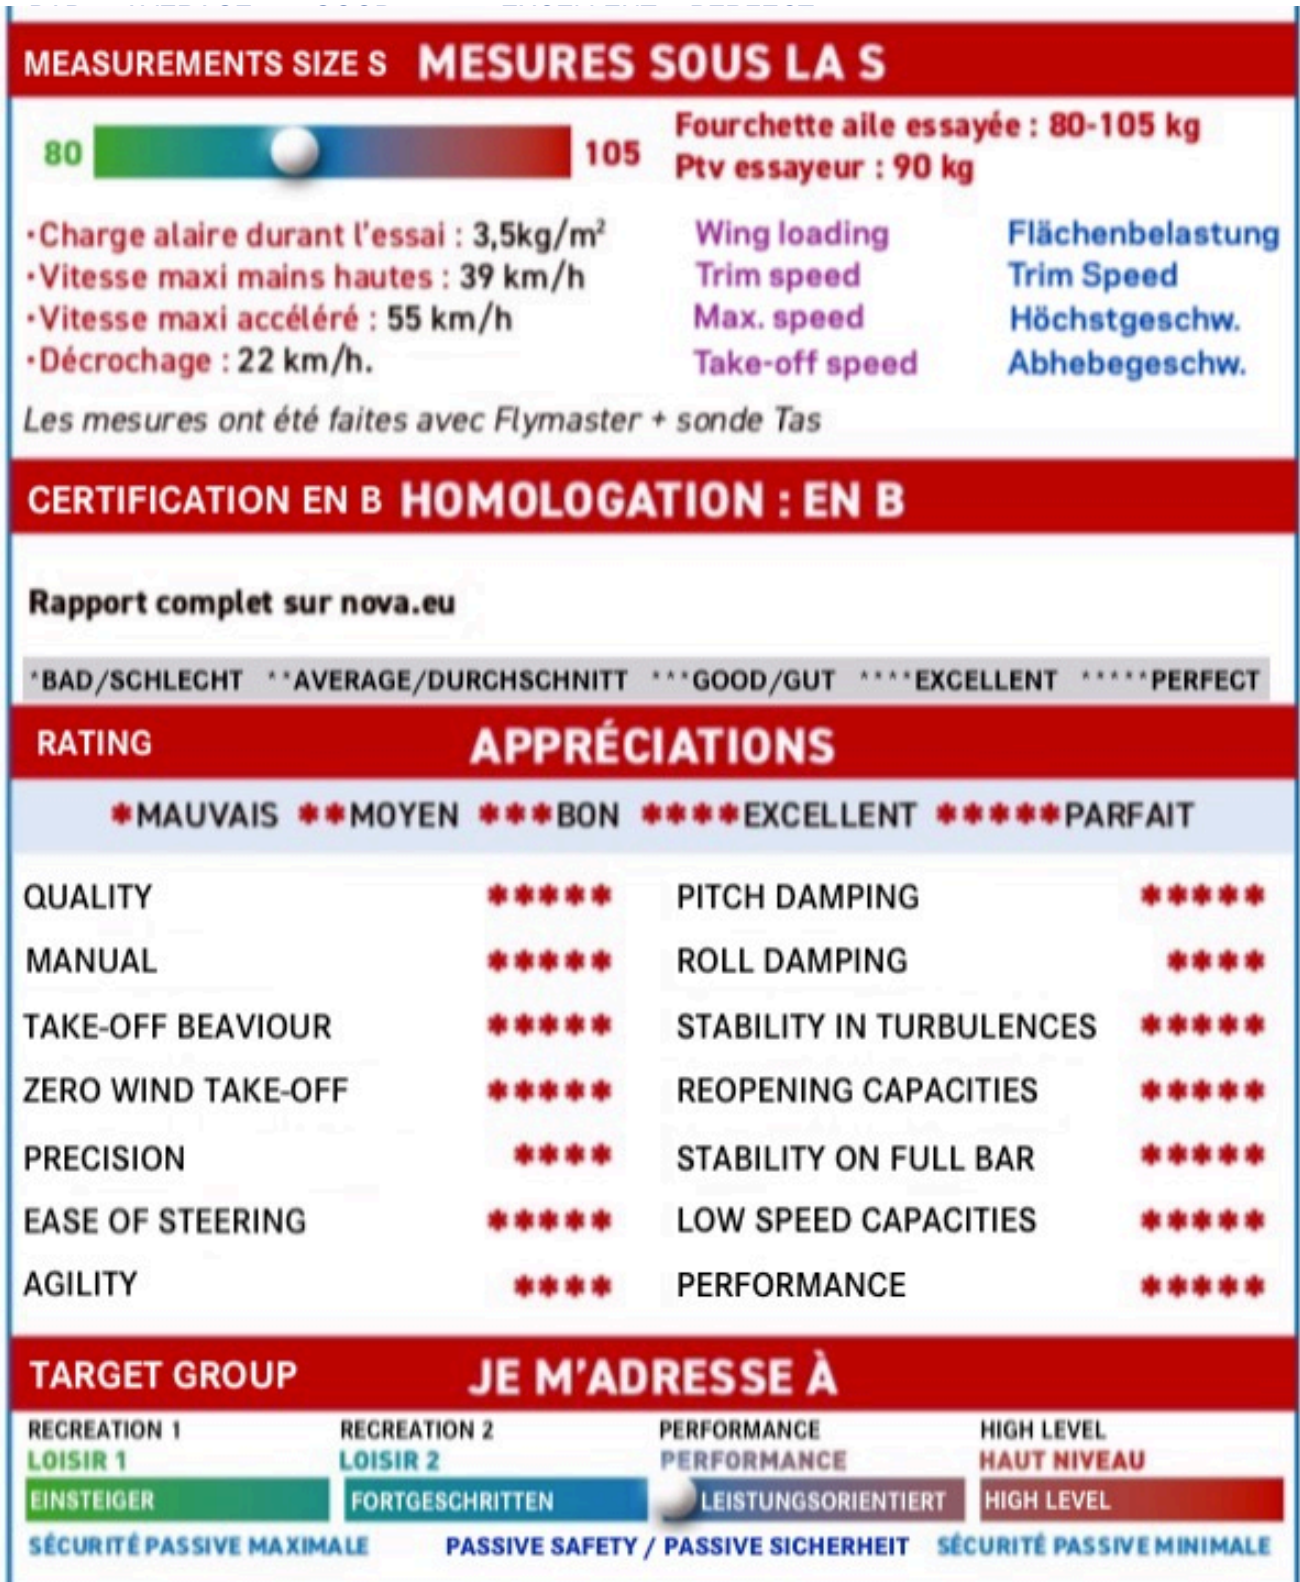 MEASUREMENTS SIZE S MESURES SOUS LA S
80 105
Fourchette aile essayée : 80-105 kg
Ptv essayeur : 90 kg
·Charge alaire durant l'essai : 3,5kg/m² Wing loading Flächenbelastung
·Vitesse maxi mains hautes : 39 km/h Trim speed Trim Speed
·Vitesse maxi accéléré : 55 km/h Max. speed Höchstgeschw.
·Décrochage : 22 km/h. Take-off speed Abhebegeschw.
Les mesures ont été faites avec Flymaster + sonde Tas
CERTIFICATION EN B HOMOLOGATION : EN B
Rapport complet sur nova.eu
*BAD/SCHLECHT **AVERAGE/DURCHSCHNITT ***GOOD/GUT ****EXCELLENT *****PERFECT
RATING APPRÉCIATIONS
*MAUVAIS **MOYEN ***BON ****EXCELLENT *****PARFAIT
QUALITY ***** PITCH DAMPING *****
MANUAL ***** ROLL DAMPING ****
TAKE-OFF BEAVIOUR ***** STABILITY IN TURBULENCES *****
ZERO WIND TAKE-OFF ***** REOPENING CAPACITIES *****
PRECISION **** STABILITY ON FULL BAR *****
EASE OF STEERING ***** LOW SPEED CAPACITIES *****
AGILITY **** PERFORMANCE *****
TARGET GROUP JE M'ADRESSE À
RECREATION 1 RECREATION 2 PERFORMANCE HIGH LEVEL
LOISIR 1 LOISIR 2 PERFORMANCE HAUT NIVEAU
EINSTEIGER FORTGESCHRITTEN LEISTUNGSORIENTIERT HIGH LEVEL
SÉCURITÉ PASSIVE MAXIMALE PASSIVE SAFETY / PASSIVE SICHERHEIT SÉCURITÉ PASSIVE MINIMALE